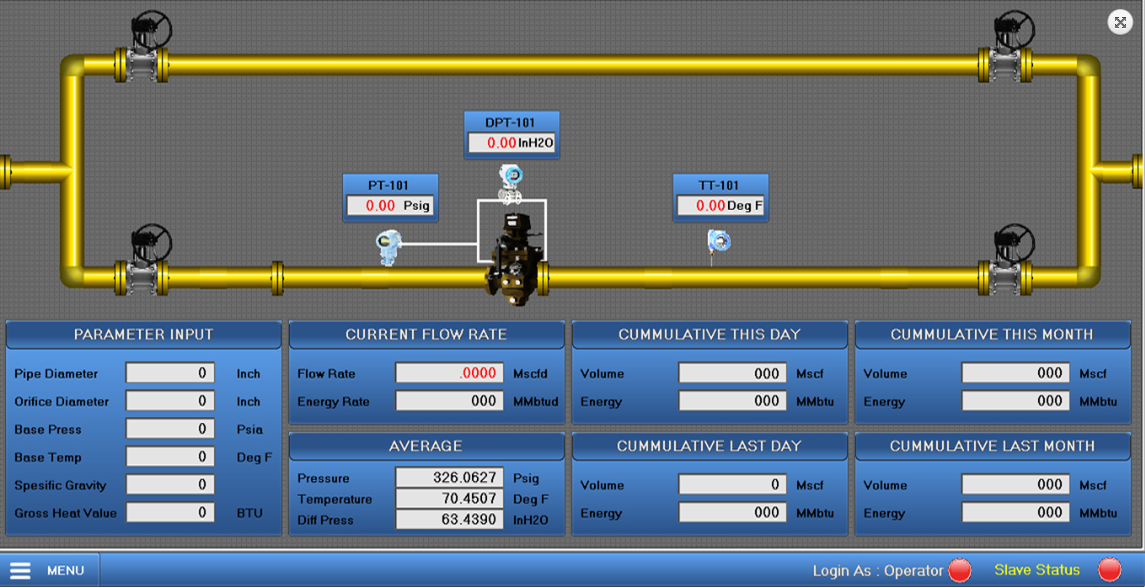 DPT-101
0.00 InH2O
PT-101
0.00 Psig
TT-101
0.00 Deg F
PARAMETER INPUT
Pipe Diameter 0 Inch
Orifice Diameter 0 Inch
Base Press 0 Psia
Base Temp 0 Deg F
Spesific Gravity 0
Gross Heat Value 0 BTU
CURRENT FLOW RATE
Flow Rate .0000 Mscfd
Energy Rate 000 MMbtud
AVERAGE
Pressure 326.0627 Psig
Temperature 70.4507 Deg F
Diff Press 63.4390 InH2O
CUMMULATIVE THIS DAY
Volume 000 Mscf
Energy 000 MMbtu
CUMMULATIVE LAST DAY
Volume 0 Mscf
Energy 000 MMbtu
CUMMULATIVE THIS MONTH
Volume 000 Mscf
Energy 000 MMbtu
CUMMULATIVE LAST MONTH
Volume 000 Mscf
Energy 000 MMbtu
MENU
Login As : Operator
Slave Status